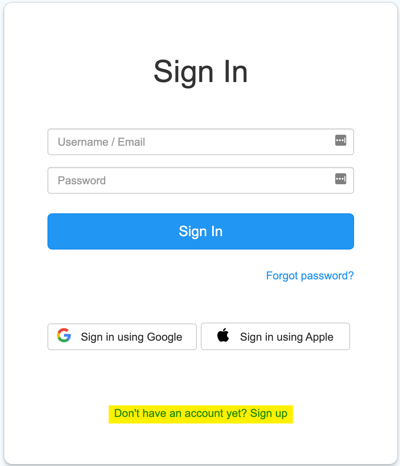 Sign In
Username / Email
Password
Sign In
Forgot password?
Sign in using Google
Sign in using Apple
Don't have an account yet? Sign up